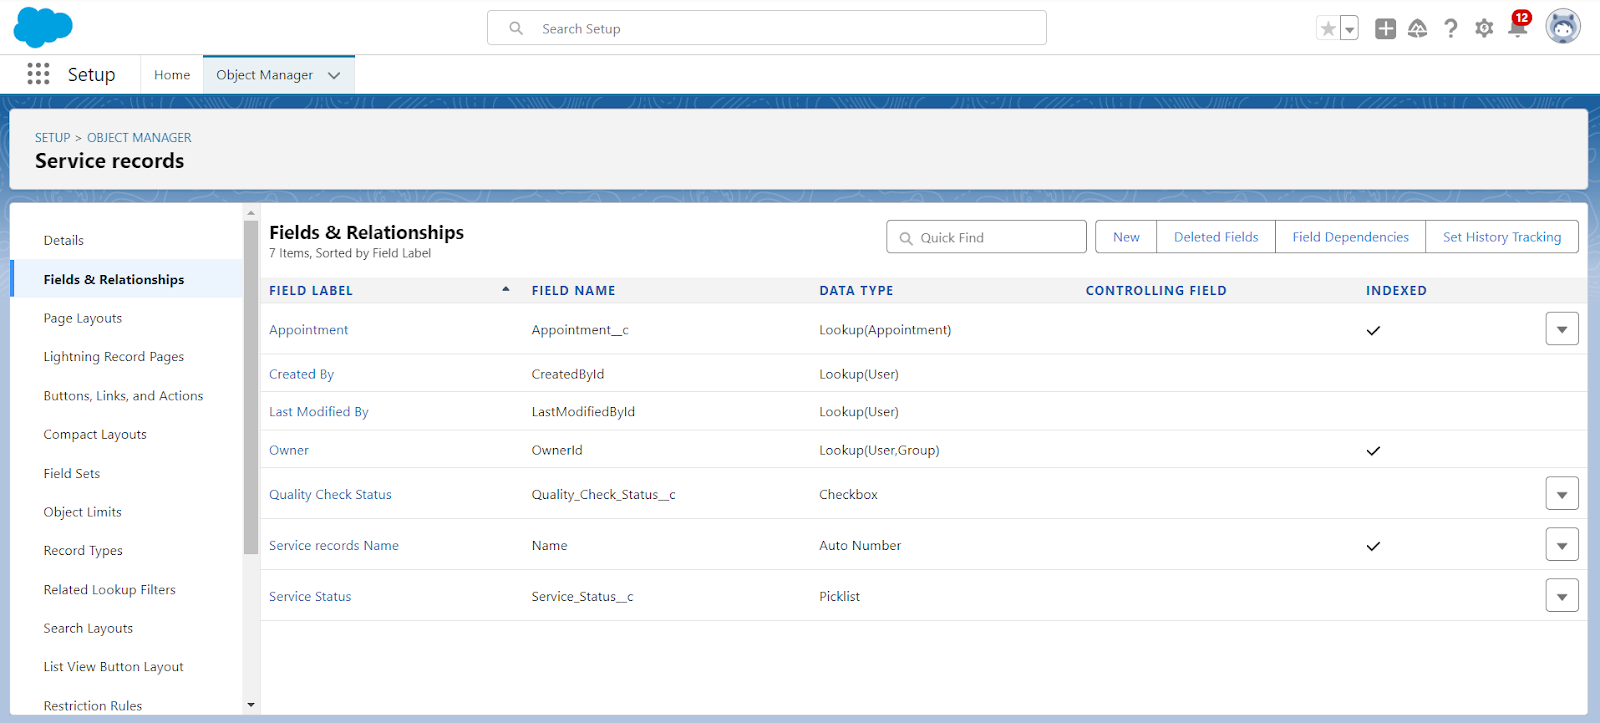 Search Setup
12
Setup
Home
Object Manager
SETUP > OBJECT MANAGER
Service records
Details
Fields & Relationships
Page Layouts
Lightning Record Pages
Buttons, Links, and Actions
Compact Layouts
Field Sets
Object Limits
Record Types
Related Lookup Filters
Search Layouts
List View Button Layout
Restriction Rules
Fields & Relationships
7 Items, Sorted by Field Label
Quick Find
New Deleted Fields Field Dependencies Set History Tracking
FIELD LABEL FIELD NAME DATA TYPE CONTROLLING FIELD INDEXED
Appointment Appointment__c Lookup(Appointment)
Created By CreatedById Lookup(User)
Last Modified By LastModifiedById Lookup(User)
Owner OwnerId Lookup(User,Group)
Quality Check Status Quality_Check_Status__c Checkbox
Service records Name Name Auto Number
Service Status Service_Status__c Picklist